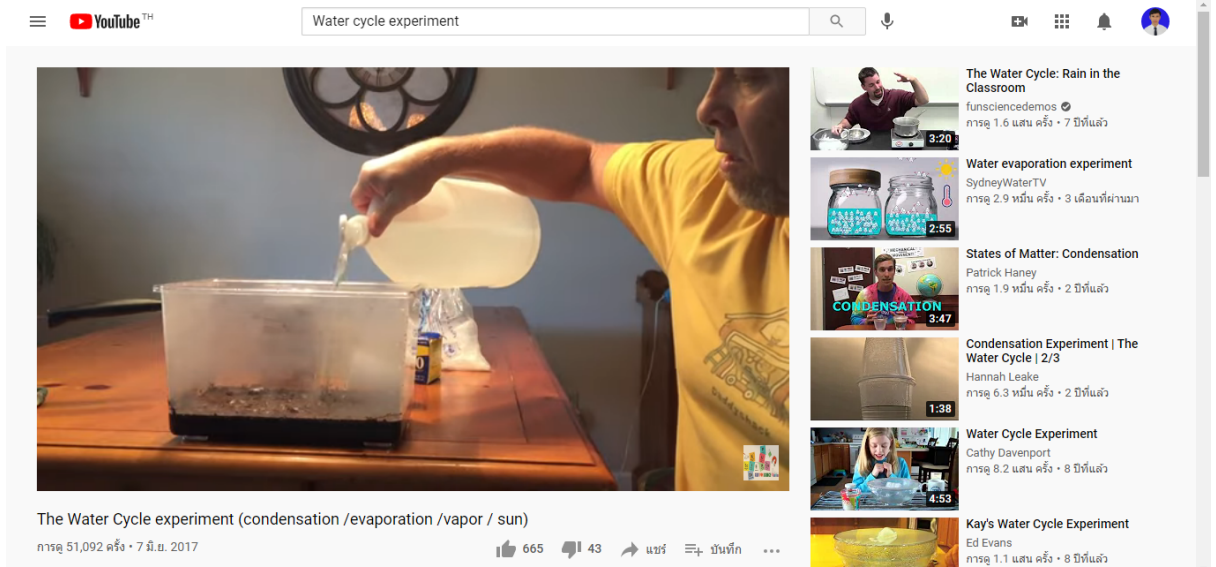 YouTube TH
Water cycle experiment
The Water Cycle experiment (condensation /evaporation /vapor / sun)
การดู 51,092 ครั้ง • 7 มิ.ย. 2017
665
43
แชร์
บันทึก
The Water Cycle: Rain in the
Classroom
funsciencedemos
การดู 1.6 แสน ครั้ง • 7 ปีที่แล้ว
3:20
Water evaporation experiment
SydneyWaterTV
การดู 2.9 หมื่น ครั้ง • 3 เดือนที่ผ่านมา
2:55
States of Matter: Condensation
Patrick Haney
การดู 1.9 หมื่น ครั้ง • 2 ปีที่แล้ว
CONDENSATION
3:47
Condensation Experiment | The
Water Cycle | 2/3
Hannah Leake
การดู 6.3 หมื่น ครั้ง • 2 ปีที่แล้ว
1:38
Water Cycle Experiment
Cathy Davenport
การดู 8.2 แสน ครั้ง • 8 ปีที่แล้ว
4:53
Kay's Water Cycle Experiment
Ed Evans
การดู 1.1 แสน ครั้ง • 8 ปีที่แล้ว